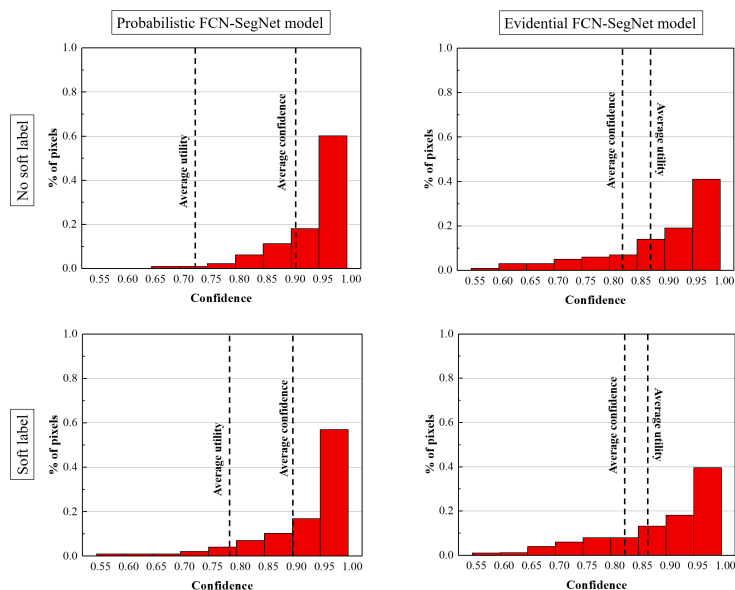 Probabilistic FCN-SegNet model
Evidential FCN-SegNet model
No soft label
% of pixels
1.0
0.8
0.6
0.4
0.2
0.0
Average utility
Average confidence
0.55 0.60 0.65 0.70 0.75 0.80 0.85 0.90 0.95 1.00
Confidence
% of pixels
1.0
0.8
0.6
0.4
0.2
0.0
Average confidence
Average utility
0.55 0.60 0.65 0.70 0.75 0.80 0.85 0.90 0.95 1.00
Confidence
Soft label
% of pixels
1.0
0.8
0.6
0.4
0.2
0.0
Average utility
Average confidence
0.55 0.60 0.65 0.70 0.75 0.80 0.85 0.90 0.95 1.00
Confidence
% of pixels
1.0
0.8
0.6
0.4
0.2
0.0
Average confidence
Average utility
0.55 0.60 0.65 0.70 0.75 0.80 0.85 0.90 0.95 1.00
Confidence